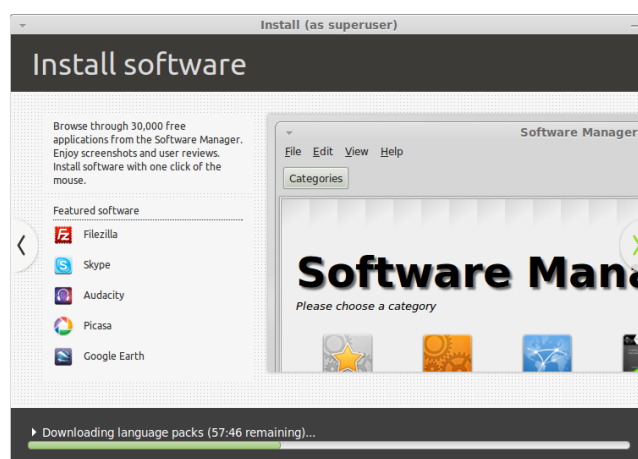 Install (as superuser)
Install software
Browse through 30,000 free
applications from the Software Manager.
Enjoy screenshots and user reviews.
Install software with one click of the
mouse.
Featured software
Filezilla
Skype
Audacity
Picasa
Google Earth
Software Manager
File Edit View Help
Categories
Software Mana
Please choose a category
Downloading language packs (57:46 remaining)...